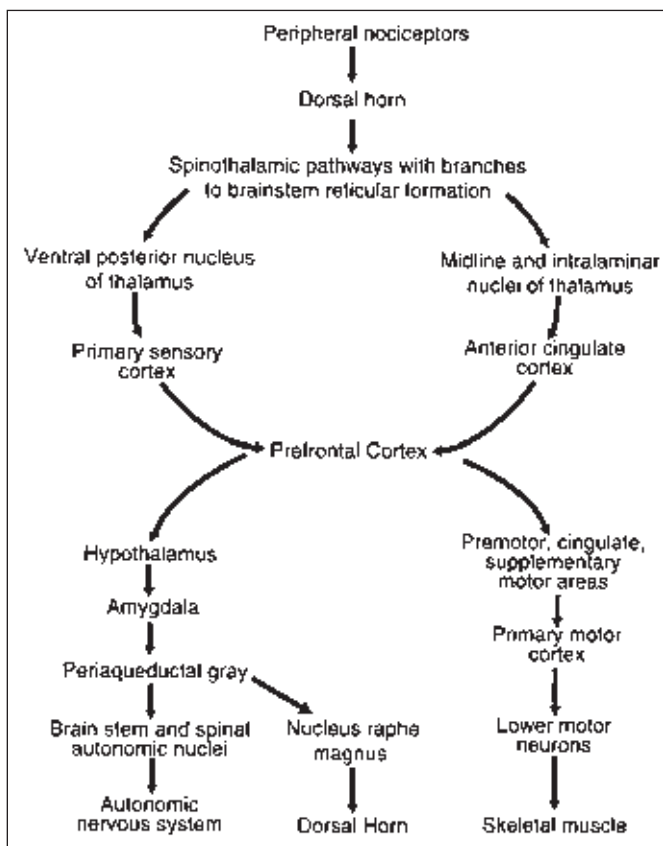 Peripheral nociceptors
Dorsal horn
Spinothalamic pathways with branches
to brainstem reticular formation
Ventral posterior nucleus
of thalamus
Midline and intralaminar
nuclei of thalamus
Primary sensory
cortex
Anterior cingulate
cortex
Prefrontal Cortex
Hypothalamus
Premotor, cingulate,
supplementary
motor areas
Amygdala
Primary motor
cortex
Periaqueductal gray
Brain stem and spinal
autonomic nuclei
Nucleus raphe
magnus
Lower motor
neurons
Autonomic
nervous system
Dorsal Horn
Skeletal muscle